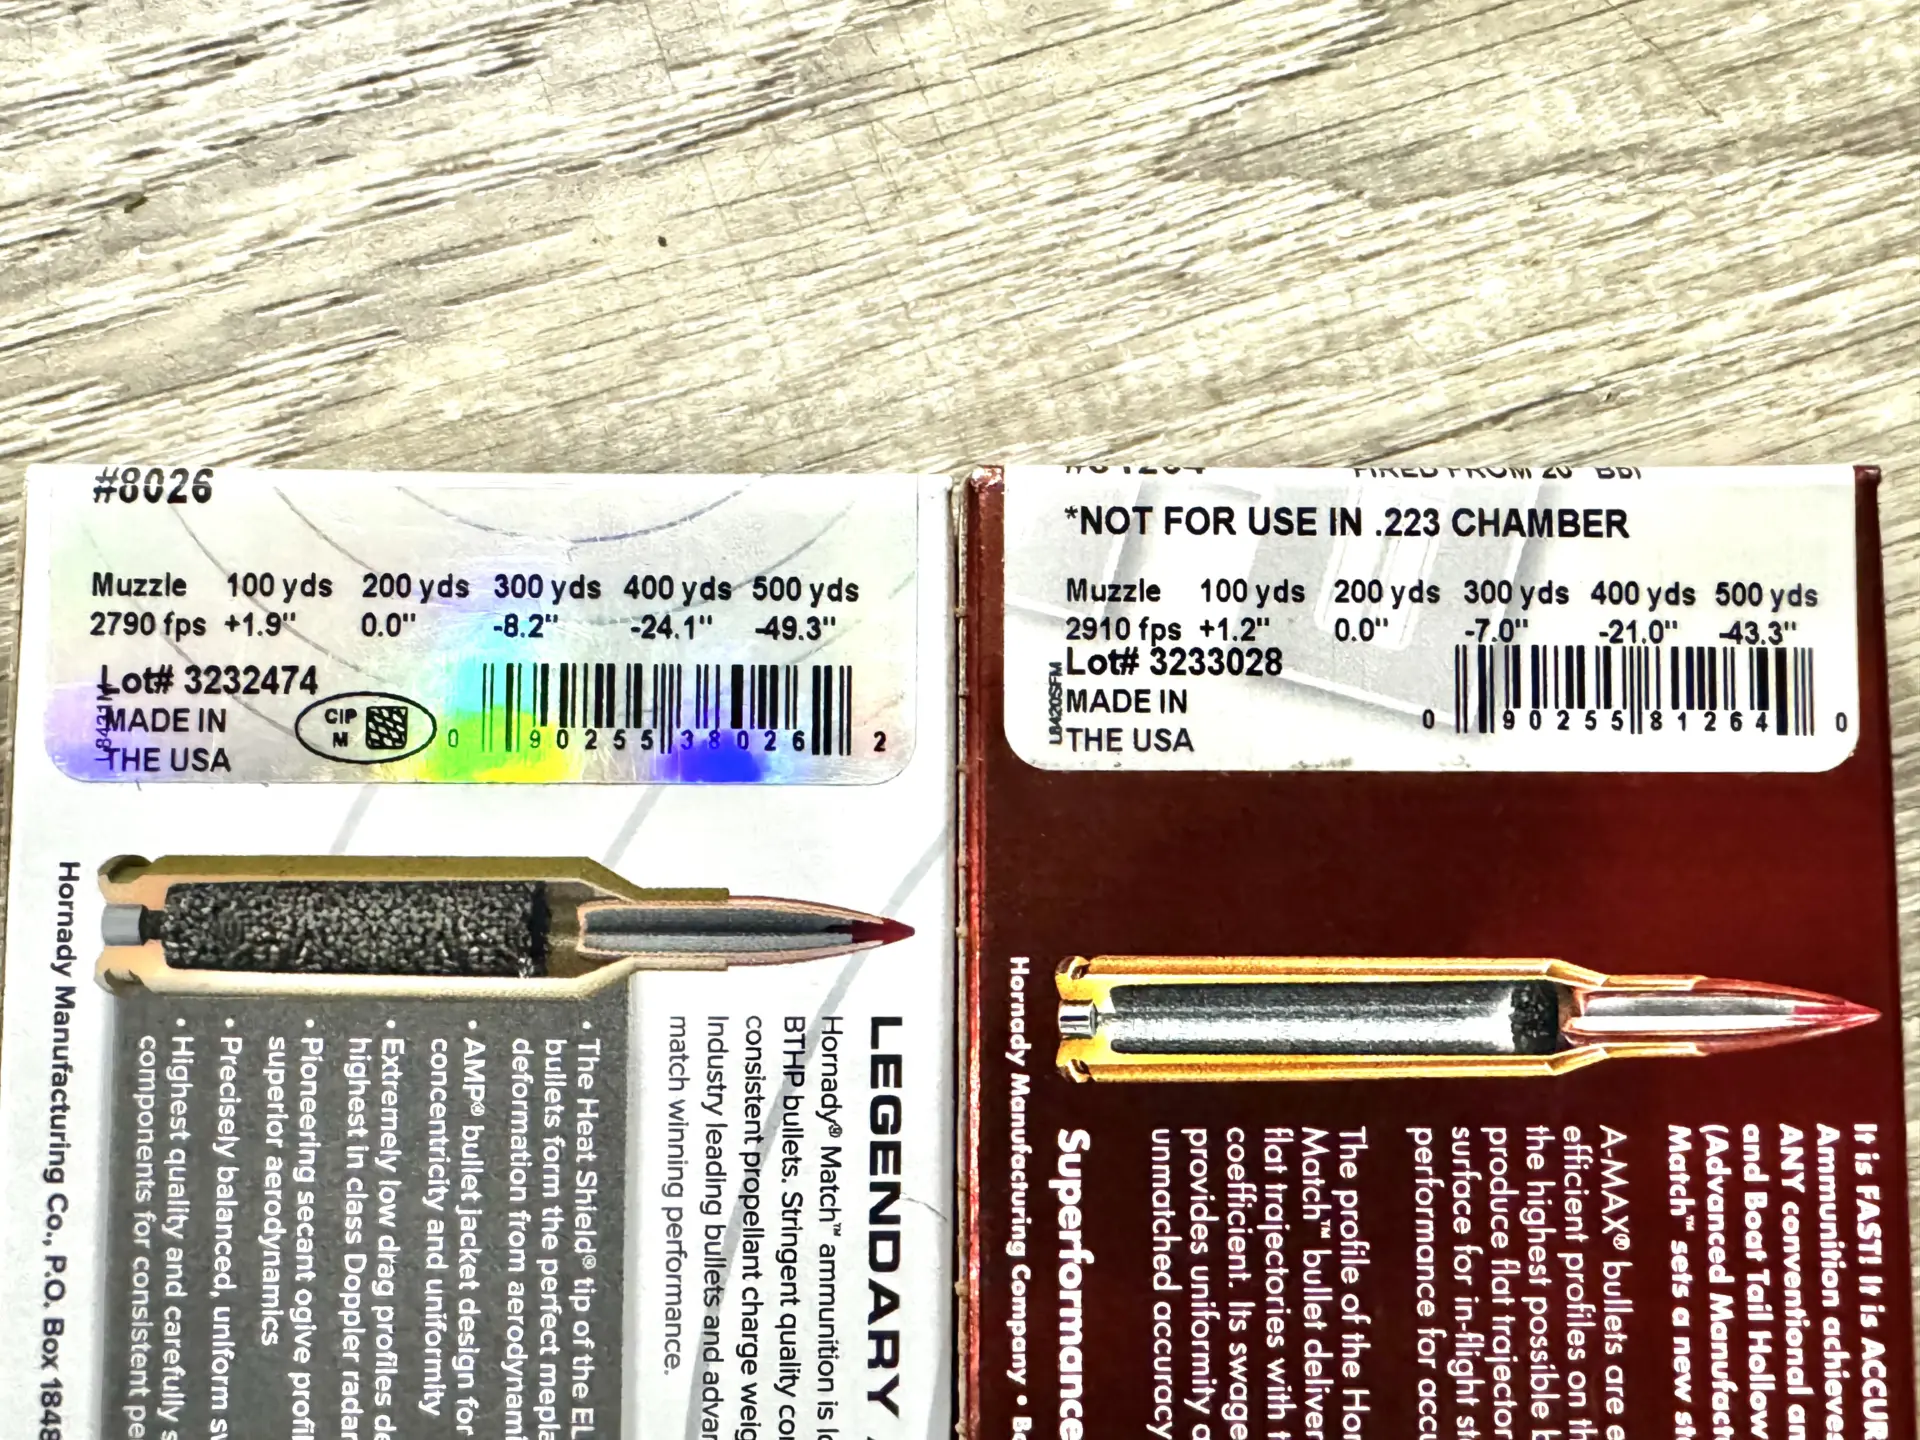 #8026
Muzzle 100 yds 200 yds 300 yds 400 yds 500 yds
2790 fps +1.9" 0.0" -8.2" -24.1" -49.3"
Lot# 3232474
MADE IN
THE USA
CIP
M
0 90255 38026 2
LEGENDARY
Hornady® Match™ ammunition is
BTHP bullets. Stringent quality
consistent propellant charge
Industry leading bullets and
match winning performance.
• The Heat Shield® tip of the
bullets form the perfect
deformation from
• AMP® bullet jacket design for
concentricity and uniformity
• Extremely low drag profiles
highest in class Doppler radar
• Pioneering secant ogive
superior aerodynamics
• Precisely balanced, uniform
• Highest quality and carefully
components for consistent
Hornady Manufacturing Co., P.O. Box 1848
FIRED FROM 20" BBl
*NOT FOR USE IN .223 CHAMBER
Muzzle 100 yds 200 yds 300 yds 400 yds 500 yds
2910 fps +1.2" 0.0" -7.0" -21.0" -43.3"
Lot# 3233028
MADE IN
THE USA
0 90255 81264 0
It is FAST! It is
Ammunition
ANY conventional
and Boat Tail Hollow
(Advanced
Match™ sets a new
A-MAX® bullets are
efficient profiles on
the highest possible
produce flat
surface for in-flight
performance for
The profile of the
Match™ bullet
flat trajectories with
coefficient. Its
provides uniformity
unmatched accuracy
Superformance
Hornady Manufacturing Company •